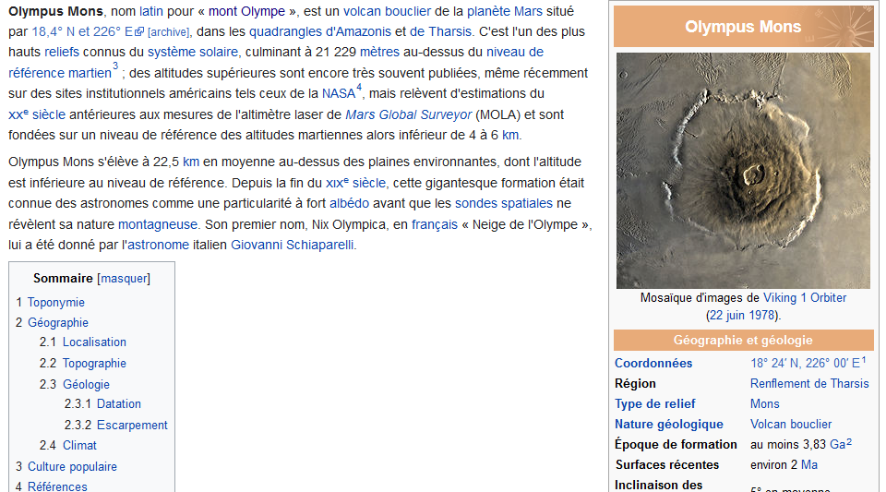 Olympus Mons, nom latin pour « mont Olympe », est un volcan bouclier de la planète Mars situé
par 18,4° N et 226° E [archive], dans les quadrangles d'Amazonis et de Tharsis. C'est l'un des plus
hauts reliefs connus du système solaire, culminant à 21 229 mètres au-dessus du niveau de
référence martien3 ; des altitudes supérieures sont encore très souvent publiées, même récemment
sur des sites institutionnels américains tels ceux de la NASA4, mais relèvent d'estimations du
XXe siècle antérieures aux mesures de l'altimètre laser de Mars Global Surveyor (MOLA) et sont
fondées sur un niveau de référence des altitudes martiennes alors inférieur de 4 à 6 km.
Olympus Mons s'élève à 22,5 km en moyenne au-dessus des plaines environnantes, dont l'altitude
est inférieure au niveau de référence. Depuis la fin du XIXe siècle, cette gigantesque formation était
connue des astronomes comme une particularité à fort albédo avant que les sondes spatiales ne
révèlent sa nature montagneuse. Son premier nom, Nix Olympica, en français « Neige de l'Olympe »,
lui a été donné par l'astronome italien Giovanni Schiaparelli.
Sommaire [masquer]
1 Toponymie
2 Géographie
2.1 Localisation
2.2 Topographie
2.3 Géologie
2.3.1 Datation
2.3.2 Escarpement
2.4 Climat
3 Culture populaire
4 Références
Olympus Mons
Mosaïque d'images de Viking 1 Orbiter
(22 juin 1978).
Géographie et géologie
Coordonnées 18° 24′ N, 226° 00′ E1
Région Renflement de Tharsis
Type de relief Mons
Nature géologique Volcan bouclier
Époque de formation au moins 3,83 Ga2
Surfaces récentes environ 2 Ma
Inclinaison des
5° en moyenne